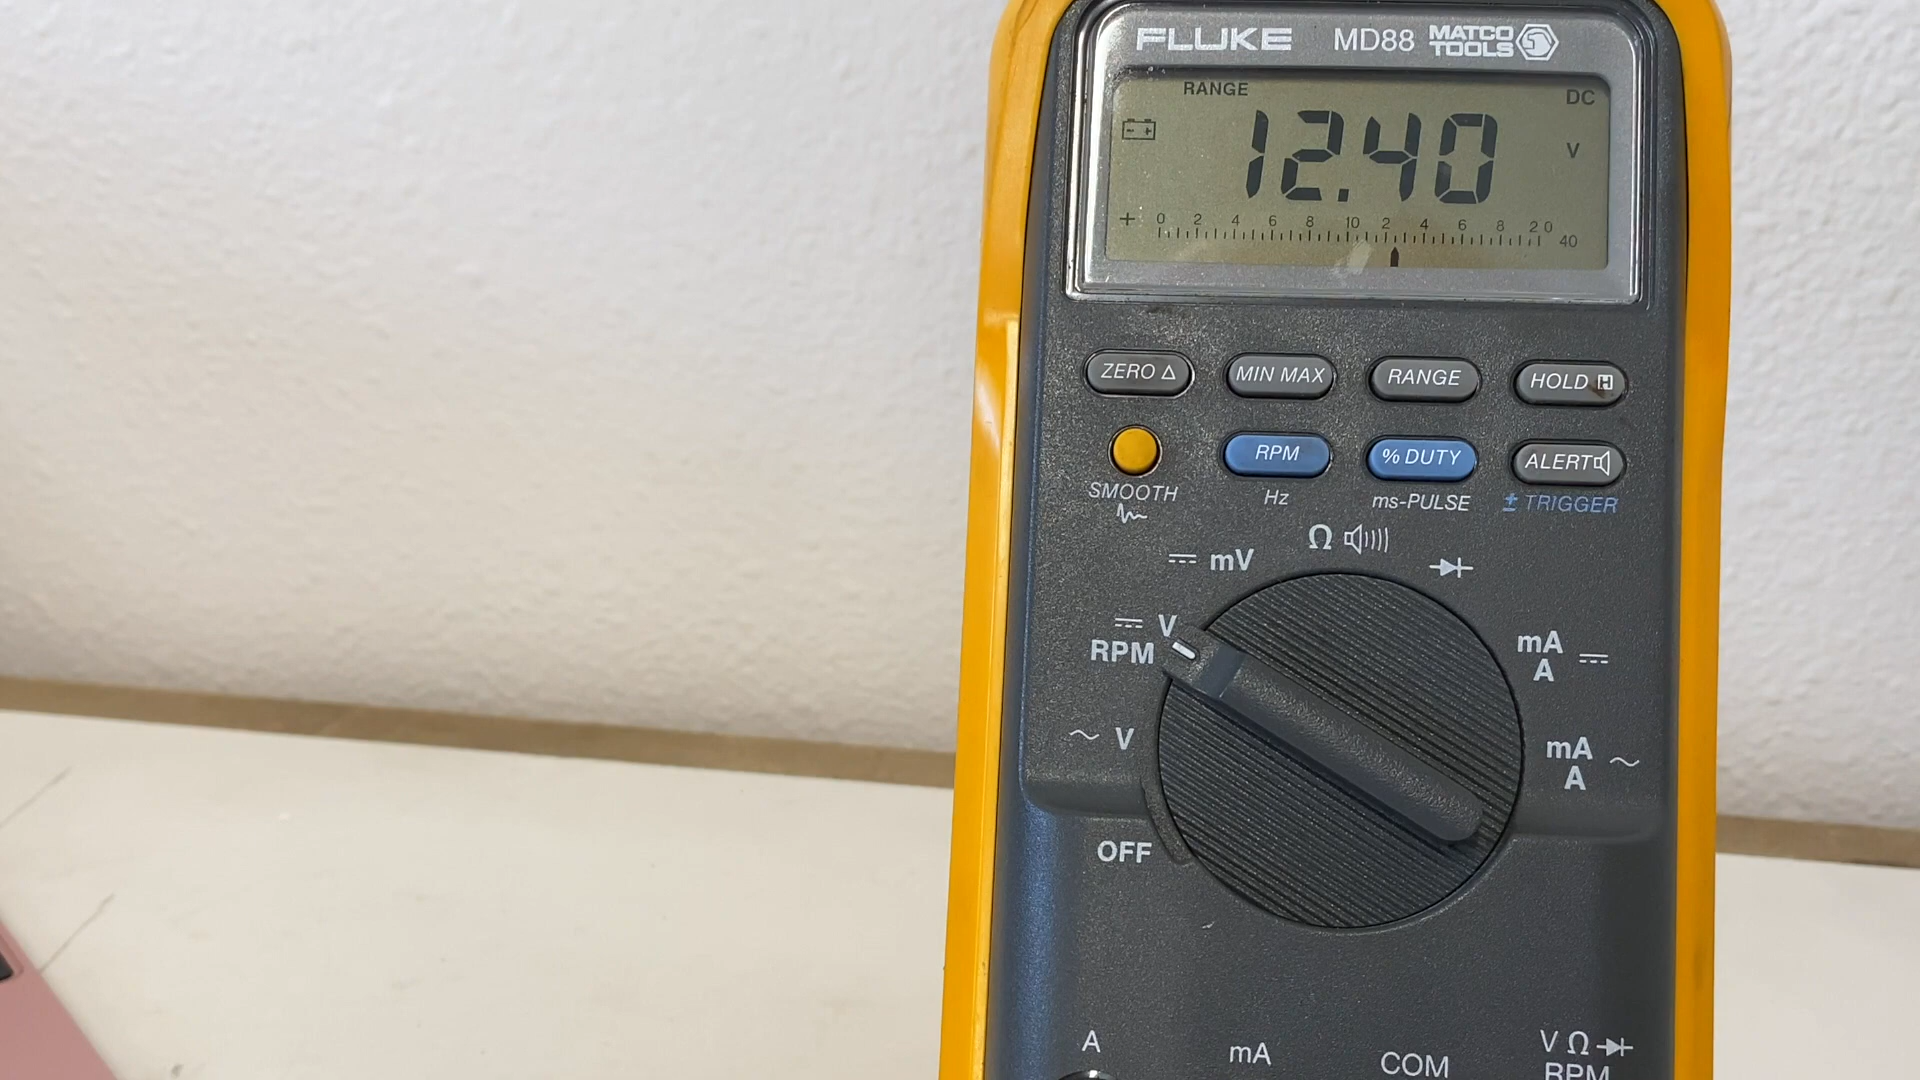 FLUKE MD88 MATCO TOOLS
RANGE DC
12.40 V
+ 0 2 4 6 8 10 2 4 6 8 20 40
ZERO Δ MIN MAX RANGE HOLD H
SMOOTH RPM % DUTY ALERT
Hz ms-PULSE ± TRIGGER
Ω
mV
V
RPM
mA
A
V
mA
A
OFF
A mA COM V Ω
RPM